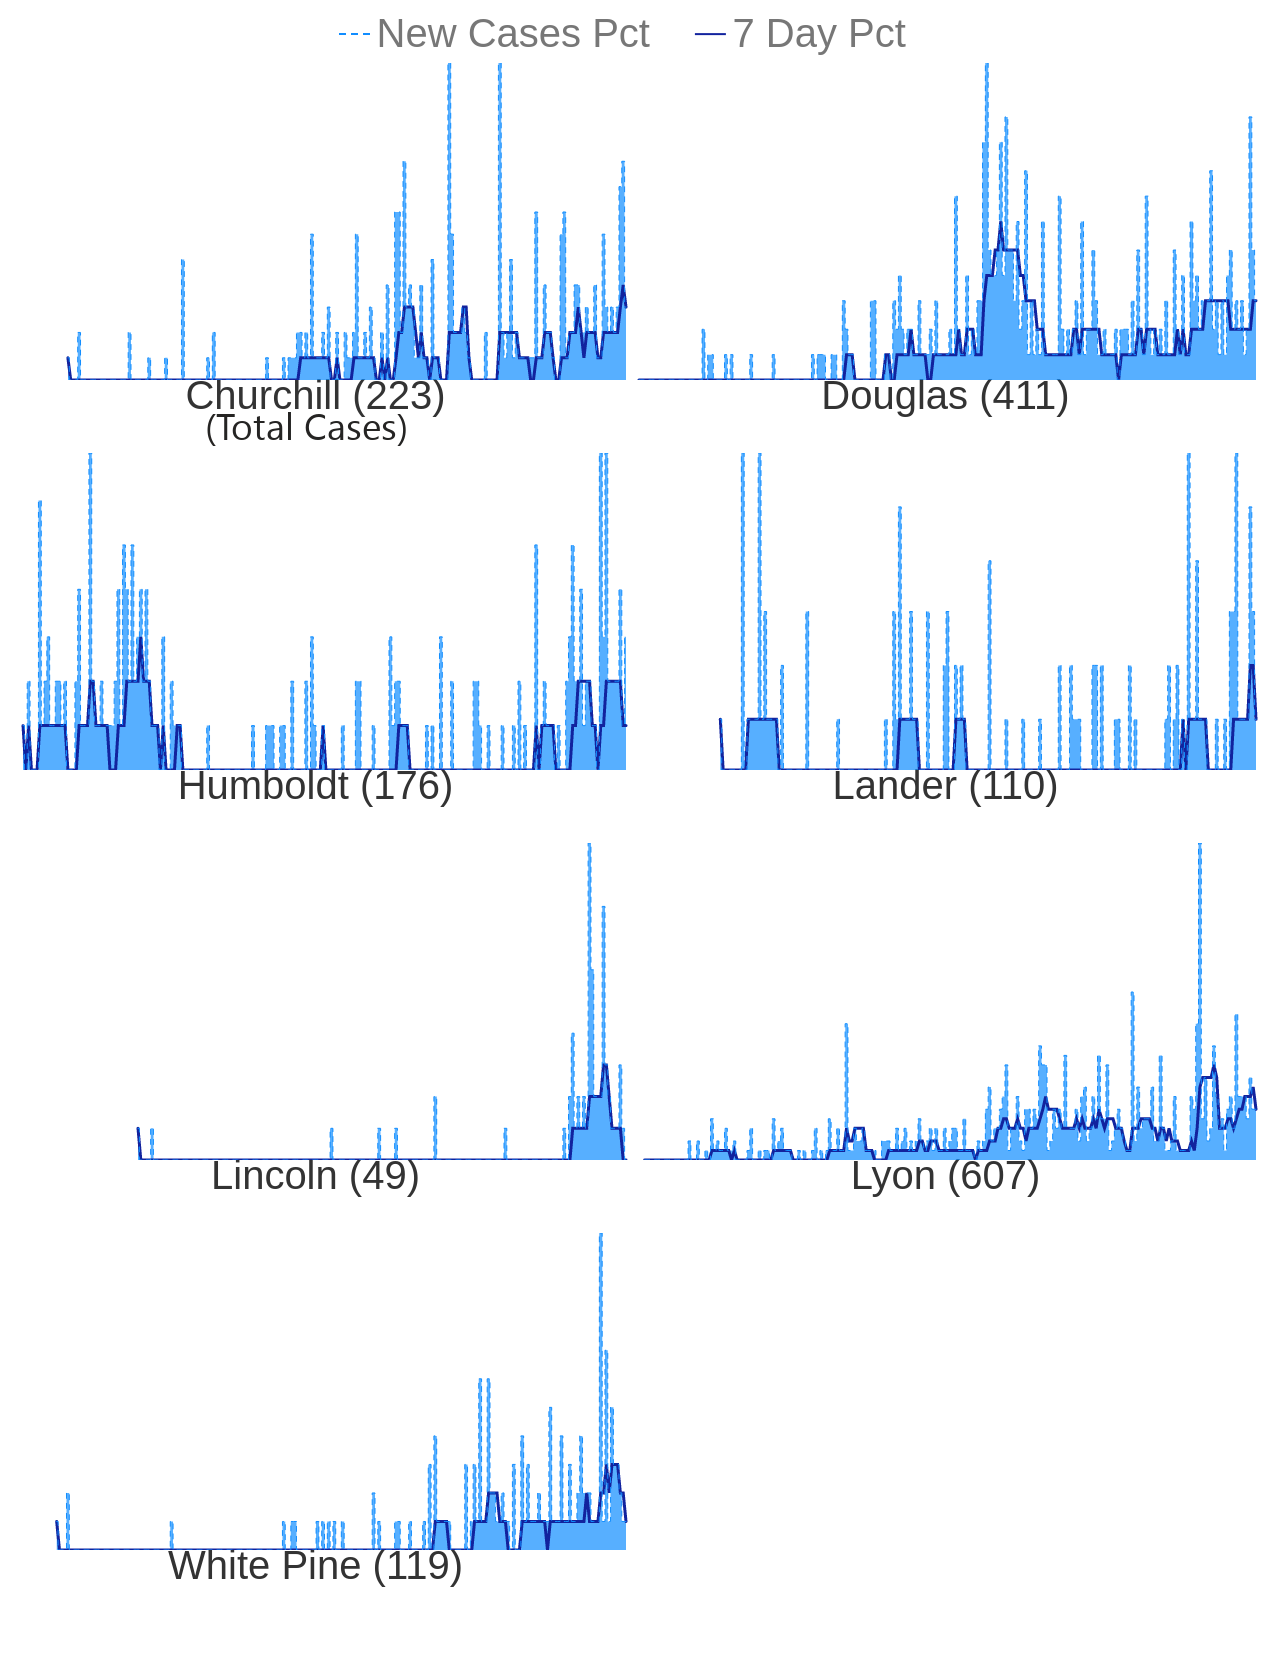 New Cases Pct 7 Day Pct
Churchill (223) Douglas (411)
(Total Cases)
Humboldt (176) Lander (110)
Lincoln (49) Lyon (607)
White Pine (119)